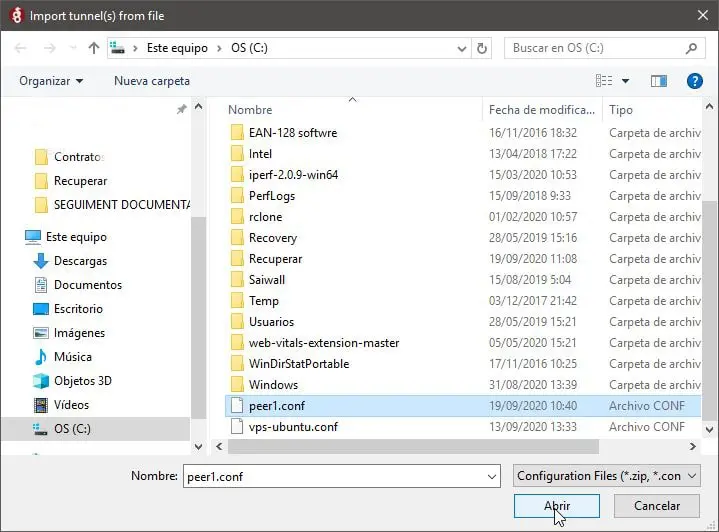 Import tunnel(s) from file
Este equipo > OS (C:)
Buscar en OS (C:)
Organizar
Nueva carpeta
Contratos
Recuperar
SEGUIMENT DOCUMENTA
Este equipo
Descargas
Documentos
Escritorio
Imágenes
Música
Objetos 3D
Vídeos
OS (C:)
Nombre Fecha de modifica... Tipo
EAN-128 softwre 16/11/2016 18:32 Carpeta de archiv
Intel 13/04/2018 17:22 Carpeta de archiv
iperf-2.0.9-win64 15/03/2020 10:53 Carpeta de archiv
PerfLogs 15/09/2018 9:33 Carpeta de archiv
rclone 01/02/2020 10:57 Carpeta de archiv
Recovery 28/05/2019 15:16 Carpeta de archiv
Recuperar 19/09/2020 11:08 Carpeta de archiv
Saiwall 15/08/2019 5:04 Carpeta de archiv
Temp 03/12/2017 21:42 Carpeta de archiv
Usuarios 28/05/2019 15:21 Carpeta de archiv
web-vitals-extension-master 05/05/2020 15:21 Carpeta de archiv
WinDirStatPortable 17/11/2016 10:25 Carpeta de archiv
Windows 31/08/2020 13:39 Carpeta de archiv
peer1.conf 19/09/2020 10:40 Archivo CONF
vps-ubuntu.conf 13/09/2020 13:33 Archivo CONF
Nombre: peer1.conf
Configuration Files (*.zip, *.con
Abrir
Cancelar